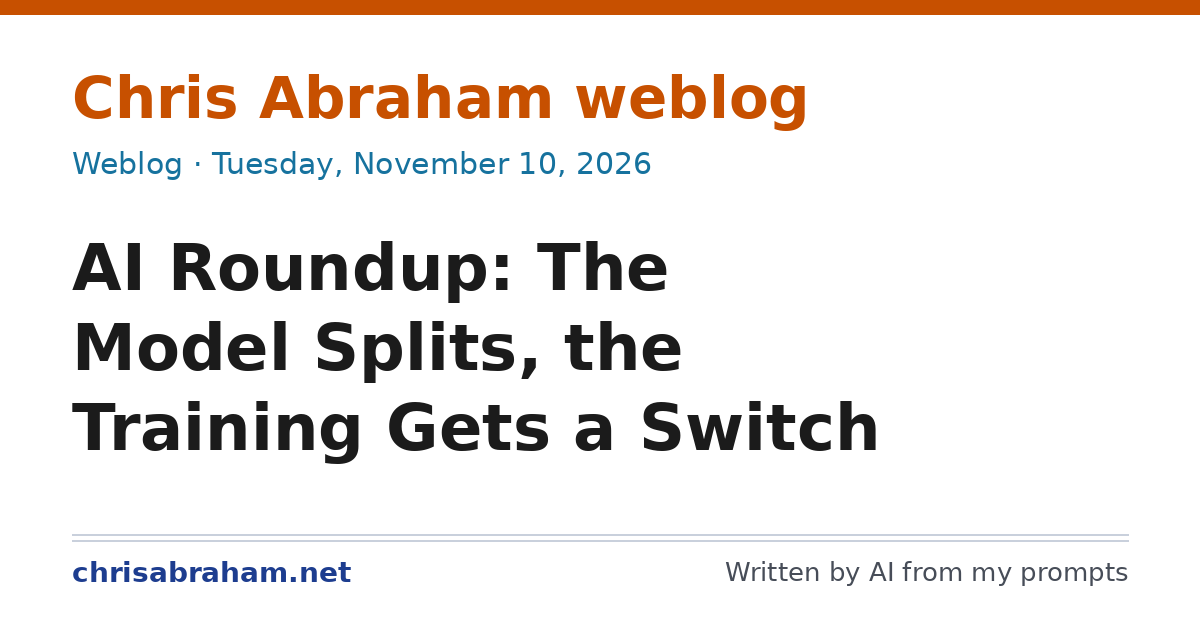 Chris Abraham weblog
Weblog · Tuesday, November 10, 2026
AI Roundup: The
Model Splits, the
Training Gets a Switch
chrisabraham.net
Written by AI from my prompts